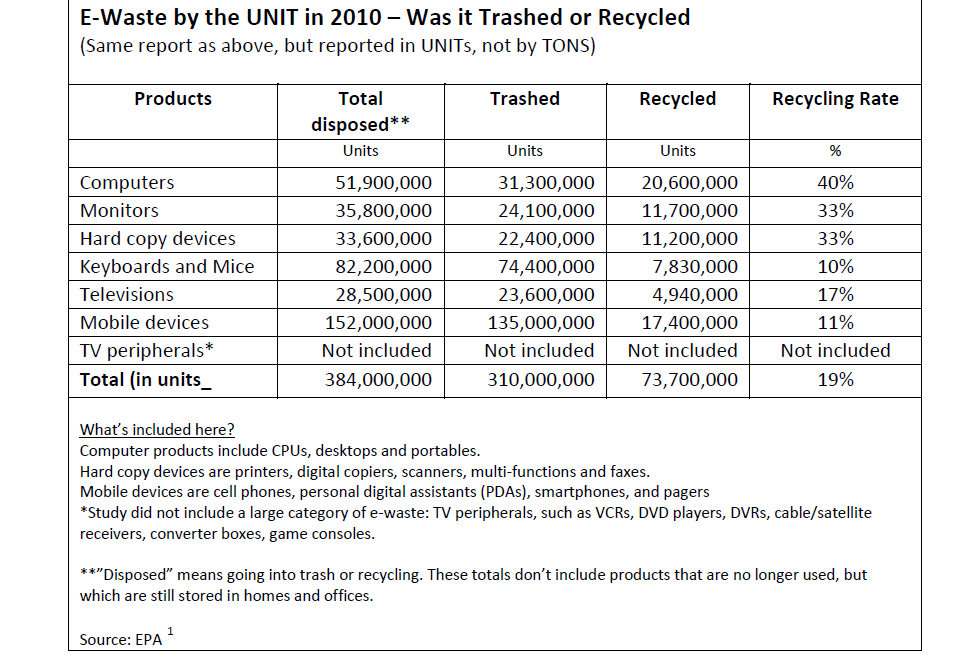 E-Waste by the UNIT in 2010 – Was it Trashed or Recycled
(Same report as above, but reported in UNITs, not by TONS)
Products Total disposed** Trashed Recycled Recycling Rate
Units Units Units %
Computers 51,900,000 31,300,000 20,600,000 40%
Monitors 35,800,000 24,100,000 11,700,000 33%
Hard copy devices 33,600,000 22,400,000 11,200,000 33%
Keyboards and Mice 82,200,000 74,400,000 7,830,000 10%
Televisions 28,500,000 23,600,000 4,940,000 17%
Mobile devices 152,000,000 135,000,000 17,400,000 11%
TV peripherals* Not included Not included Not included Not included
Total (in units_ 384,000,000 310,000,000 73,700,000 19%
What's included here?
Computer products include CPUs, desktops and portables.
Hard copy devices are printers, digital copiers, scanners, multi-functions and faxes.
Mobile devices are cell phones, personal digital assistants (PDAs), smartphones, and pagers
*Study did not include a large category of e-waste: TV peripherals, such as VCRs, DVD players, DVRs, cable/satellite
receivers, converter boxes, game consoles.
**”Disposed” means going into trash or recycling. These totals don't include products that are no longer used, but
which are still stored in homes and offices.
Source: EPA 1